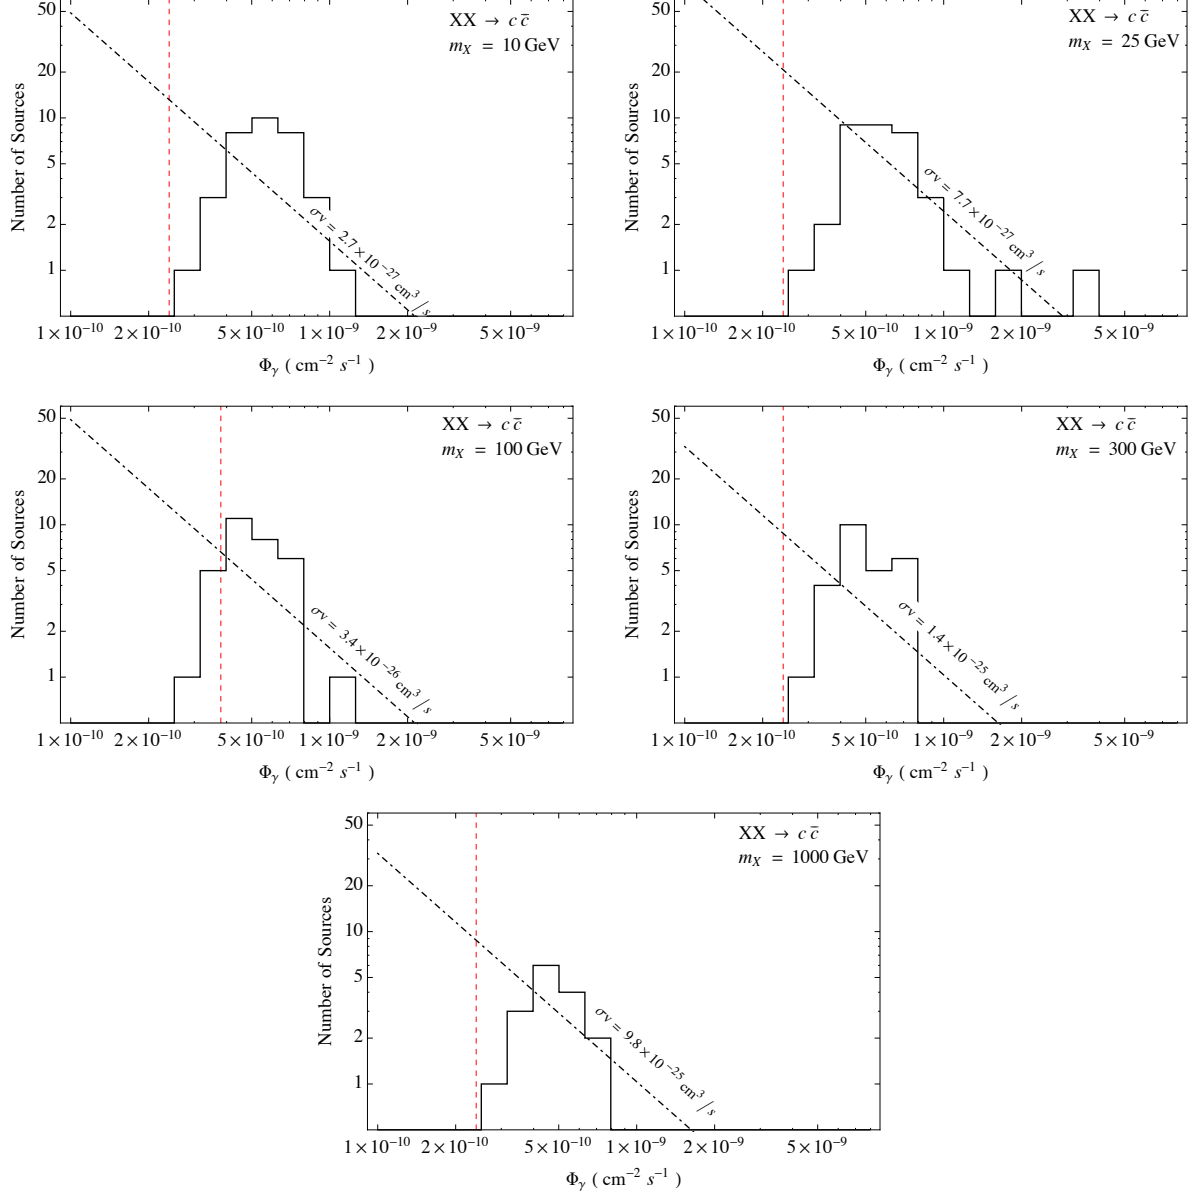 XX → c c̄
m_X = 10 GeV
Number of Sources
50
20
10
5
2
1
σv = 2.7×10⁻²⁷ cm³/s
1×10⁻¹⁰ 2×10⁻¹⁰ 5×10⁻¹⁰ 1×10⁻⁹ 2×10⁻⁹ 5×10⁻⁹
Φ_γ ( cm⁻² s⁻¹ )
XX → c c̄
m_X = 25 GeV
Number of Sources
50
20
10
5
2
1
σv = 7.7×10⁻²⁷ cm³/s
1×10⁻¹⁰ 2×10⁻¹⁰ 5×10⁻¹⁰ 1×10⁻⁹ 2×10⁻⁹ 5×10⁻⁹
Φ_γ ( cm⁻² s⁻¹ )
XX → c c̄
m_X = 100 GeV
Number of Sources
50
20
10
5
2
1
σv = 3.4×10⁻²⁶ cm³/s
1×10⁻¹⁰ 2×10⁻¹⁰ 5×10⁻¹⁰ 1×10⁻⁹ 2×10⁻⁹ 5×10⁻⁹
Φ_γ ( cm⁻² s⁻¹ )
XX → c c̄
m_X = 300 GeV
Number of Sources
50
20
10
5
2
1
σv = 1.4×10⁻²⁵ cm³/s
1×10⁻¹⁰ 2×10⁻¹⁰ 5×10⁻¹⁰ 1×10⁻⁹ 2×10⁻⁹ 5×10⁻⁹
Φ_γ ( cm⁻² s⁻¹ )
XX → c c̄
m_X = 1000 GeV
Number of Sources
50
20
10
5
2
1
σv = 9.8×10⁻²⁵ cm³/s
1×10⁻¹⁰ 2×10⁻¹⁰ 5×10⁻¹⁰ 1×10⁻⁹ 2×10⁻⁹ 5×10⁻⁹
Φ_γ ( cm⁻² s⁻¹ )